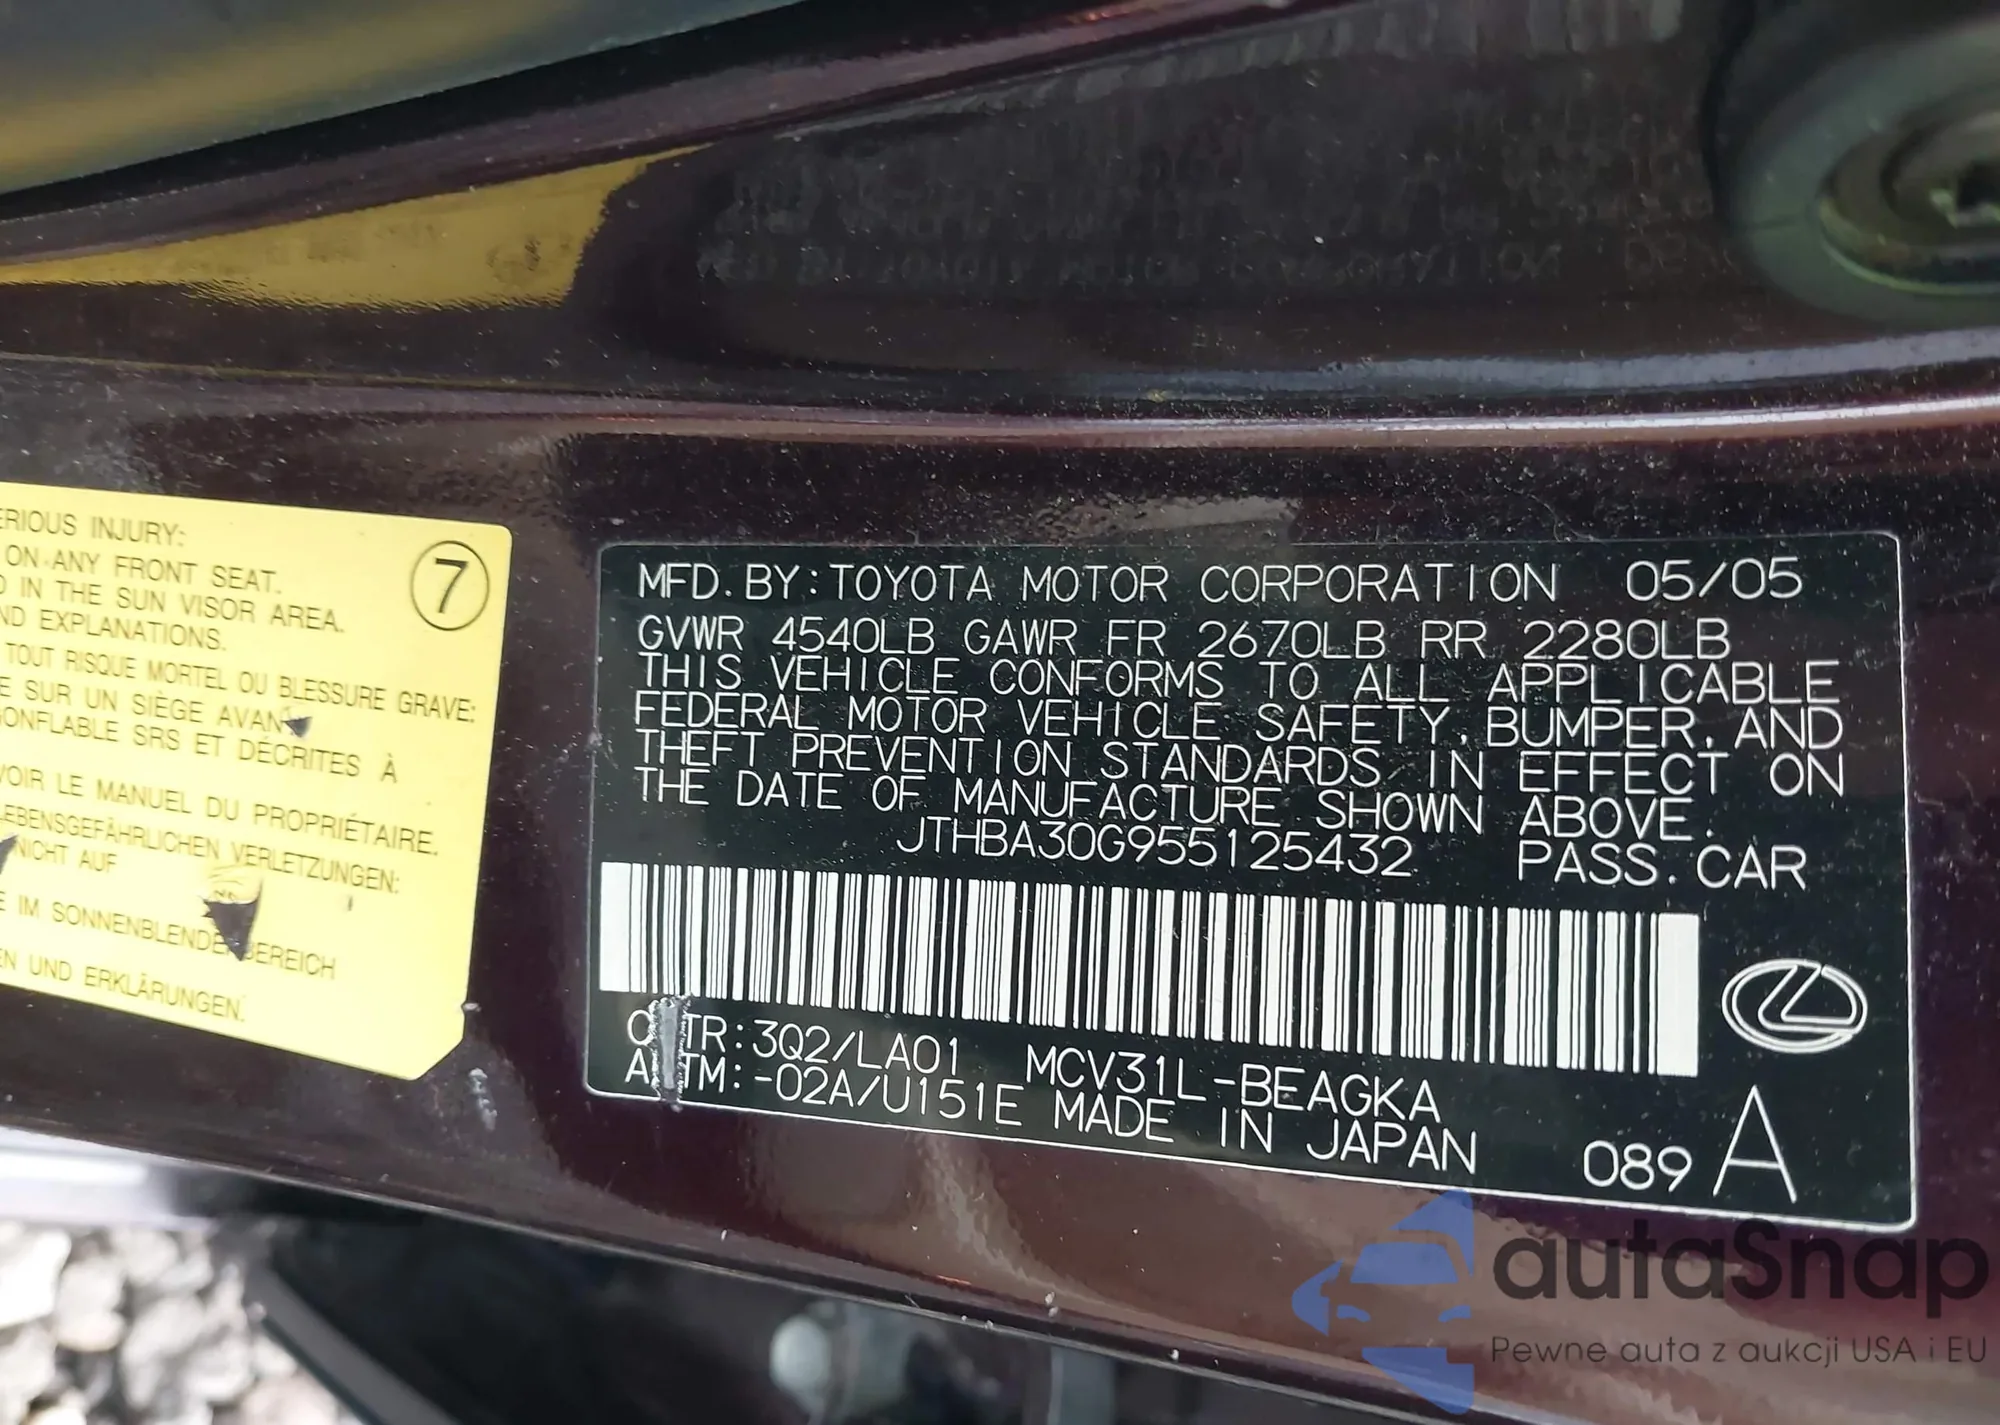 ERIOUS INJURY:
ON ANY FRONT SEAT.
D IN THE SUN VISOR AREA.
ND EXPLANATIONS.
7
TOUT RISQUE MORTEL OU BLESSURE GRAVE:
E SUR UN SIÈGE AVAN
GONFLABLE SRS ET DÉCRITES À
VOIR LE MANUEL DU PROPRIÉTAIRE.
LEBENSGEFÄHRLICHEN VERLETZUNGEN:
NICHT AUF
E IM SONNENBLENDENBEREICH
EN UND ERKLÄRUNGEN.
MFD. BY: TOYOTA MOTOR CORPORATION 05/05
GVWR 4540LB GAWR FR 2670LB RR 2280LB
THIS VEHICLE CONFORMS TO ALL APPLICABLE
FEDERAL MOTOR VEHICLE SAFETY, BUMPER, AND
THEFT PREVENTION STANDARDS IN EFFECT ON
THE DATE OF MANUFACTURE SHOWN ABOVE.
JTHBA30G955125432 PASS. CAR
C/TR: 3Q2/LA01 MCV31L-BEAGKA
A/TM: -02A/U151E MADE IN JAPAN
089 A
autaSnap
Pewne auta z aukcji USA i EU